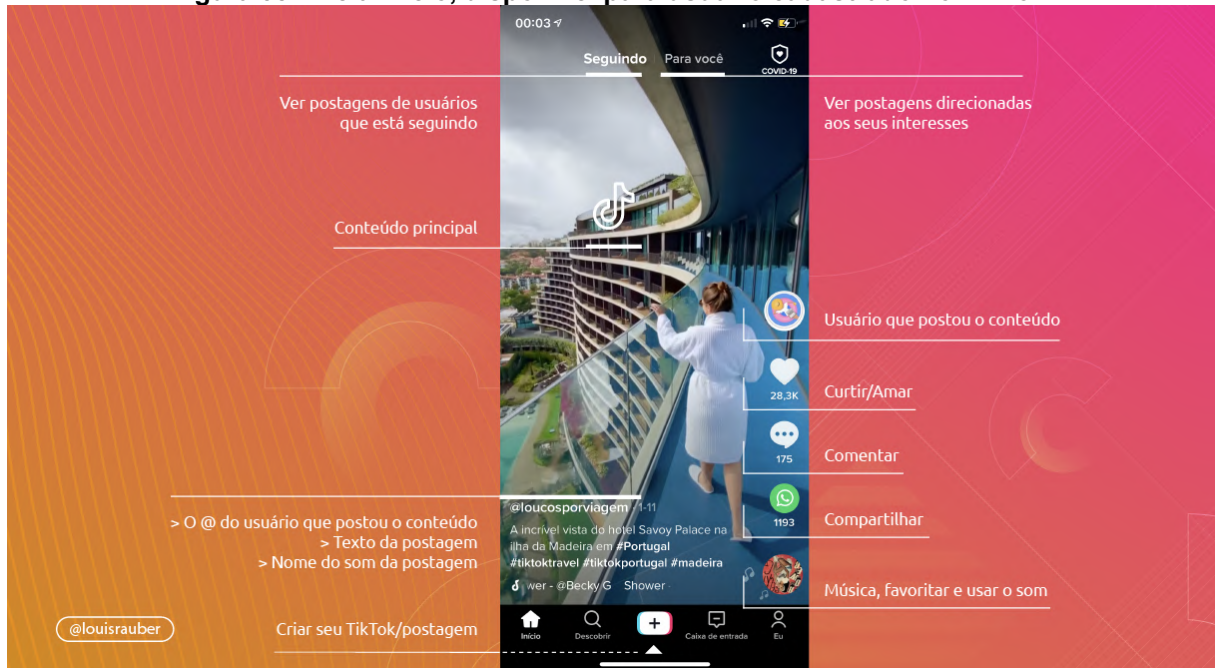 00:03
Seguindo Para você
COVID-19
Ver postagens de usuários
que está seguindo
Ver postagens direcionadas
aos seus interesses
Conteúdo principal
Usuário que postou o conteúdo
28,3K
Curtir/Amar
175
Comentar
1193
Compartilhar
> O @ do usuário que postou o conteúdo
> Texto da postagem
> Nome do som da postagem
@loucosporviagem · 1-11
A incrível vista do hotel Savoy Palace na
ilha da Madeira em #Portugal
#tiktoktravel #tiktokportugal #madeira
wer - @Becky G Shower
Música, favoritar e usar o som
@louisrauber
Criar seu TikTok/postagem
Início Descobrir Caixa de entrada Eu